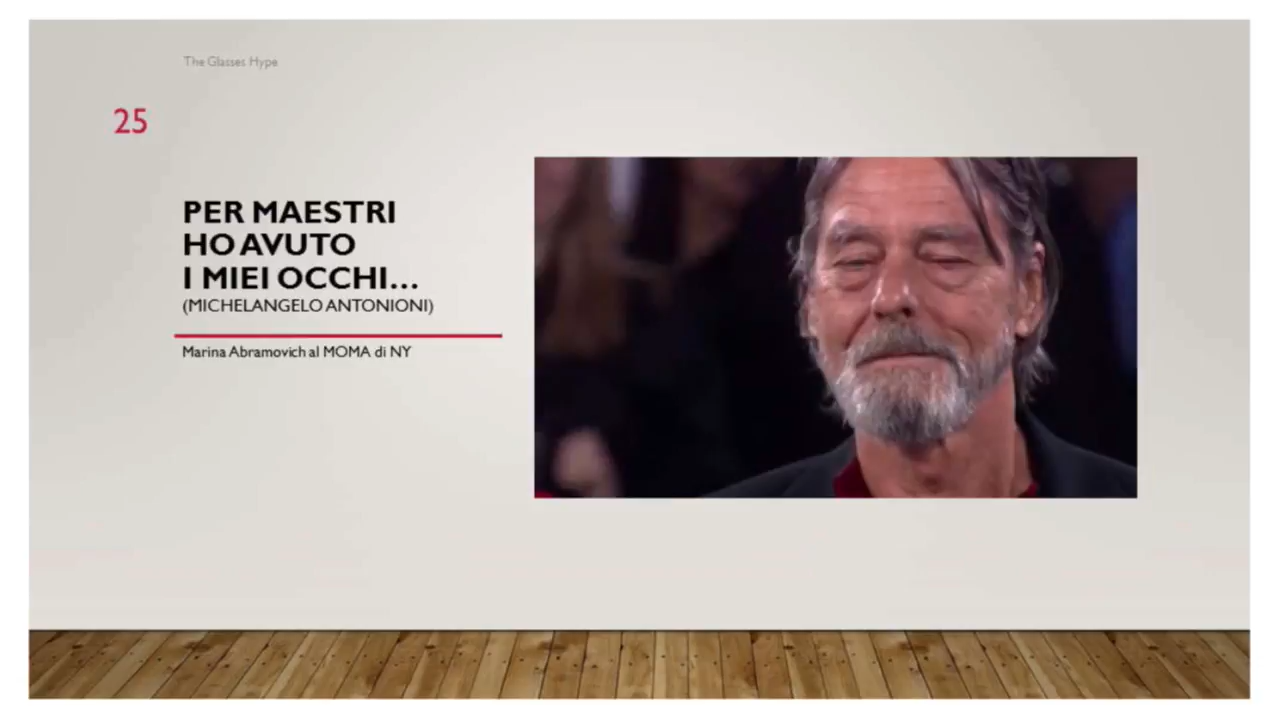 The Glasses Hype
25
PER MAESTRI
HO AVUTO
I MIEI OCCHI...
(MICHELANGELO ANTONIONI)
Marina Abramovich al MOMA di NY